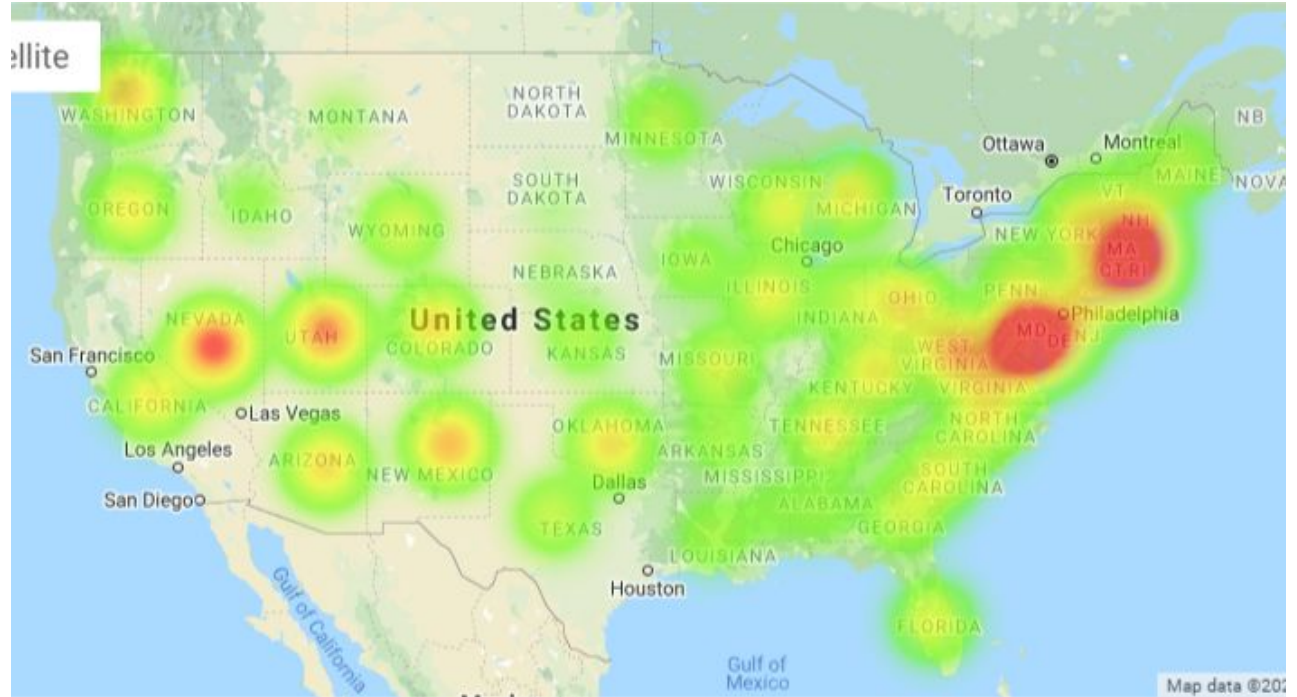 ellite
WASHINGTON
MONTANA
NORTH
DAKOTA
MINNESOTA
Ottawa
Montreal
NB
VT
MAINE
NOVA
OREGON
IDAHO
WYOMING
SOUTH
DAKOTA
WISCONSIN
MICHIGAN
Toronto
NEW YORK
NH
MA
CT RI
NEBRASKA
IOWA
Chicago
ILLINOIS
INDIANA
OHIO
PENN
Philadelphia
NEVADA
UTAH
COLORADO
United States
KANSAS
MISSOURI
WEST
VIRGINIA
MD
DE NJ
San Francisco
CALIFORNIA
Las Vegas
KENTUCKY
VIRGINIA
Los Angeles
ARIZONA
NEW MEXICO
OKLAHOMA
ARKANSAS
TENNESSEE
NORTH
CAROLINA
San Diego
Dallas
MISSISSIPPI
ALABAMA
SOUTH
CAROLINA
TEXAS
GEORGIA
LOUISIANA
Houston
Gulf of California
FLORIDA
Gulf of
Mexico
Map data ©202